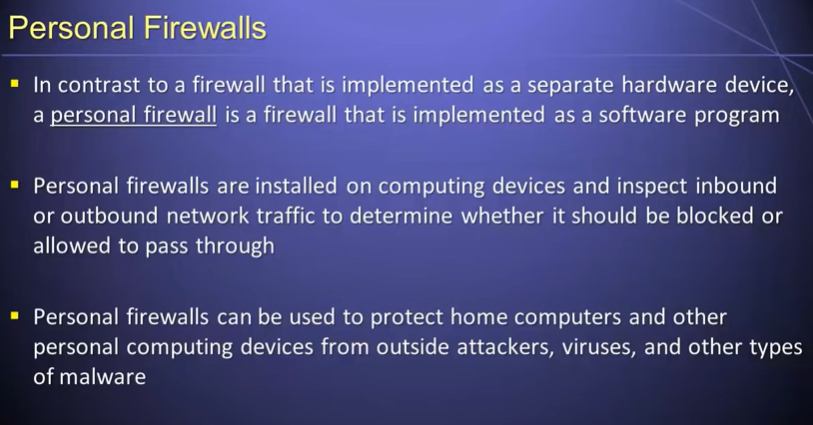 Personal Firewalls
▪ In contrast to a firewall that is implemented as a separate hardware device,
a personal firewall is a firewall that is implemented as a software program
▪ Personal firewalls are installed on computing devices and inspect inbound
or outbound network traffic to determine whether it should be blocked or
allowed to pass through
▪ Personal firewalls can be used to protect home computers and other
personal computing devices from outside attackers, viruses, and other types
of malware